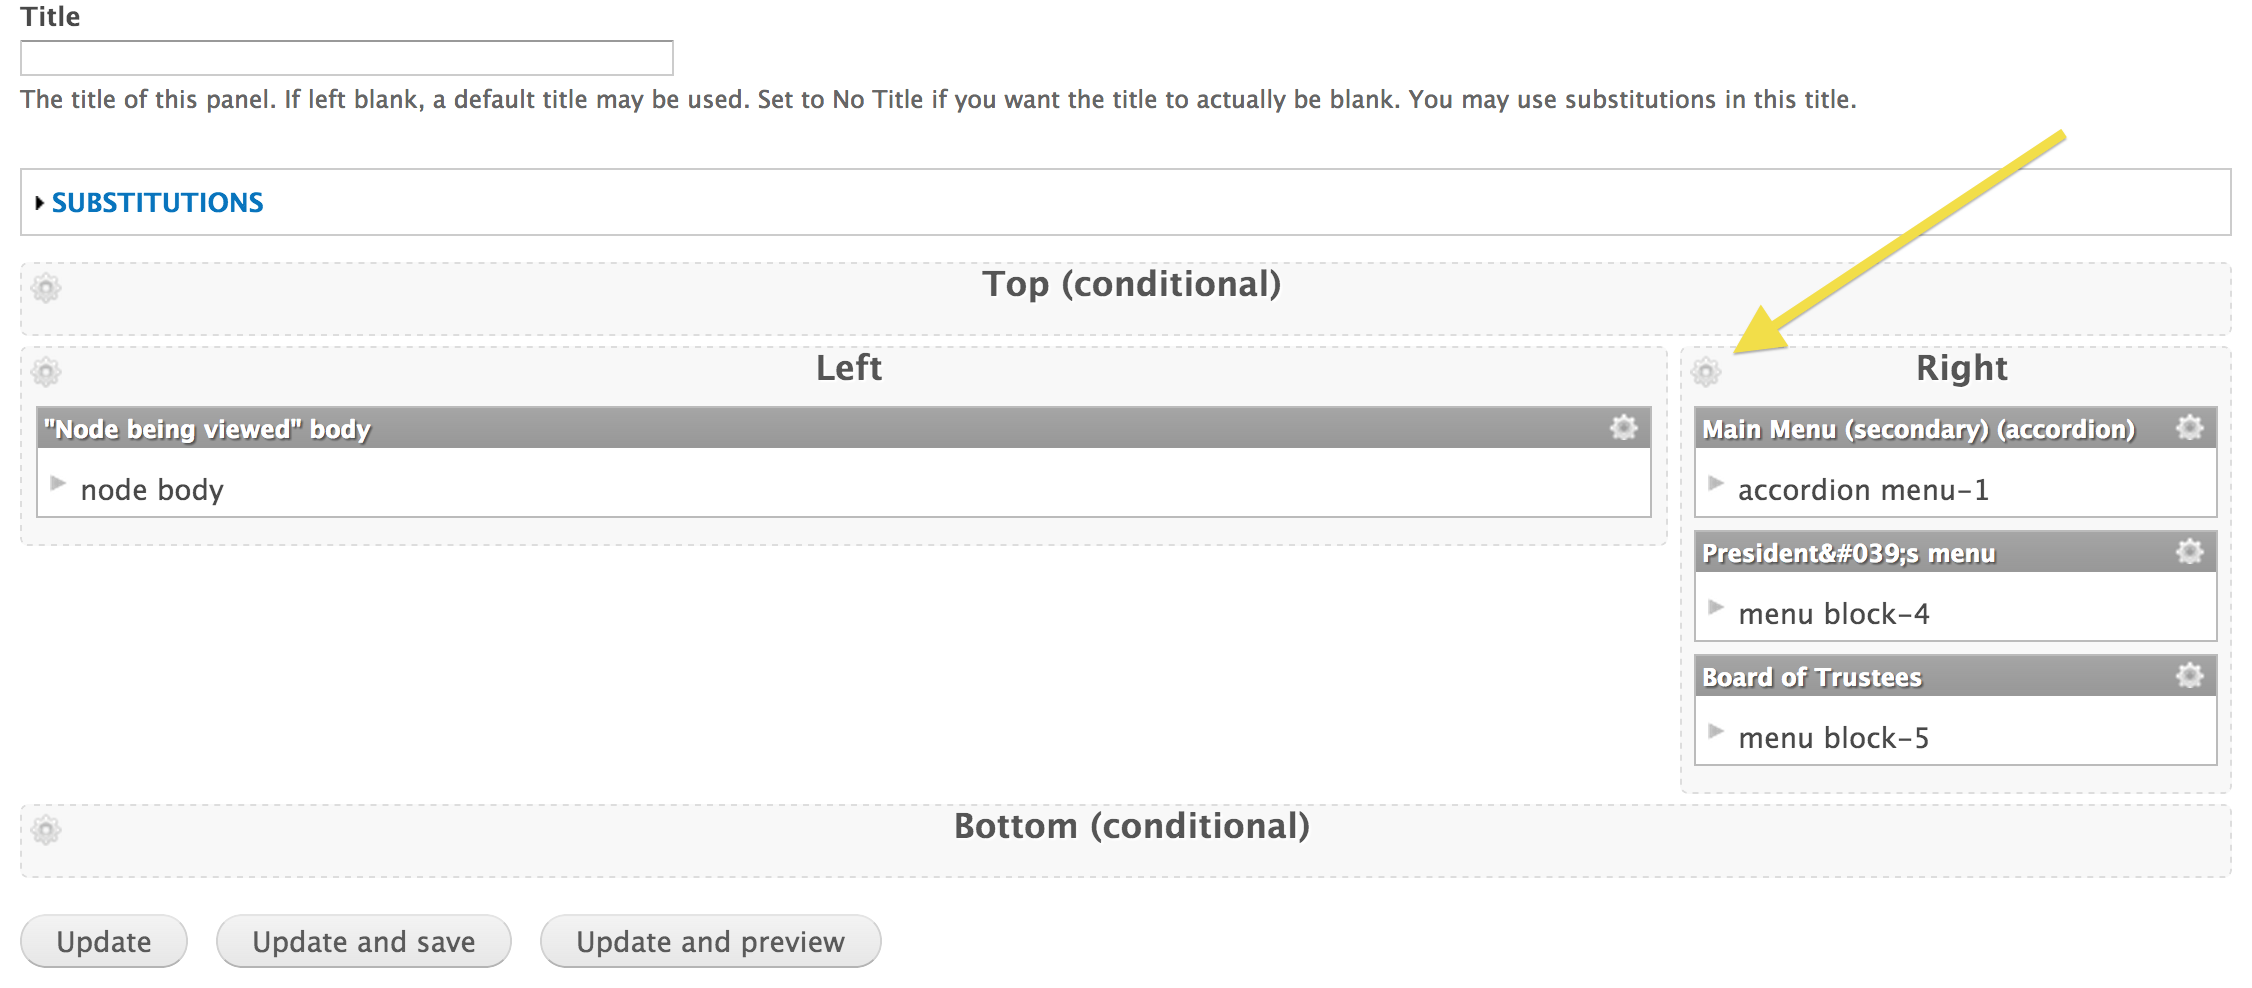 Title
The title of this panel. If left blank, a default title may be used. Set to No Title if you want the title to actually be blank. You may use substitutions in this title.
SUBSTITUTIONS
Top (conditional)
Left
"Node being viewed" body
node body
Right
Main Menu (secondary) (accordion)
accordion menu-1
President&#039;s menu
menu block-4
Board of Trustees
menu block-5
Bottom (conditional)
Update
Update and save
Update and preview